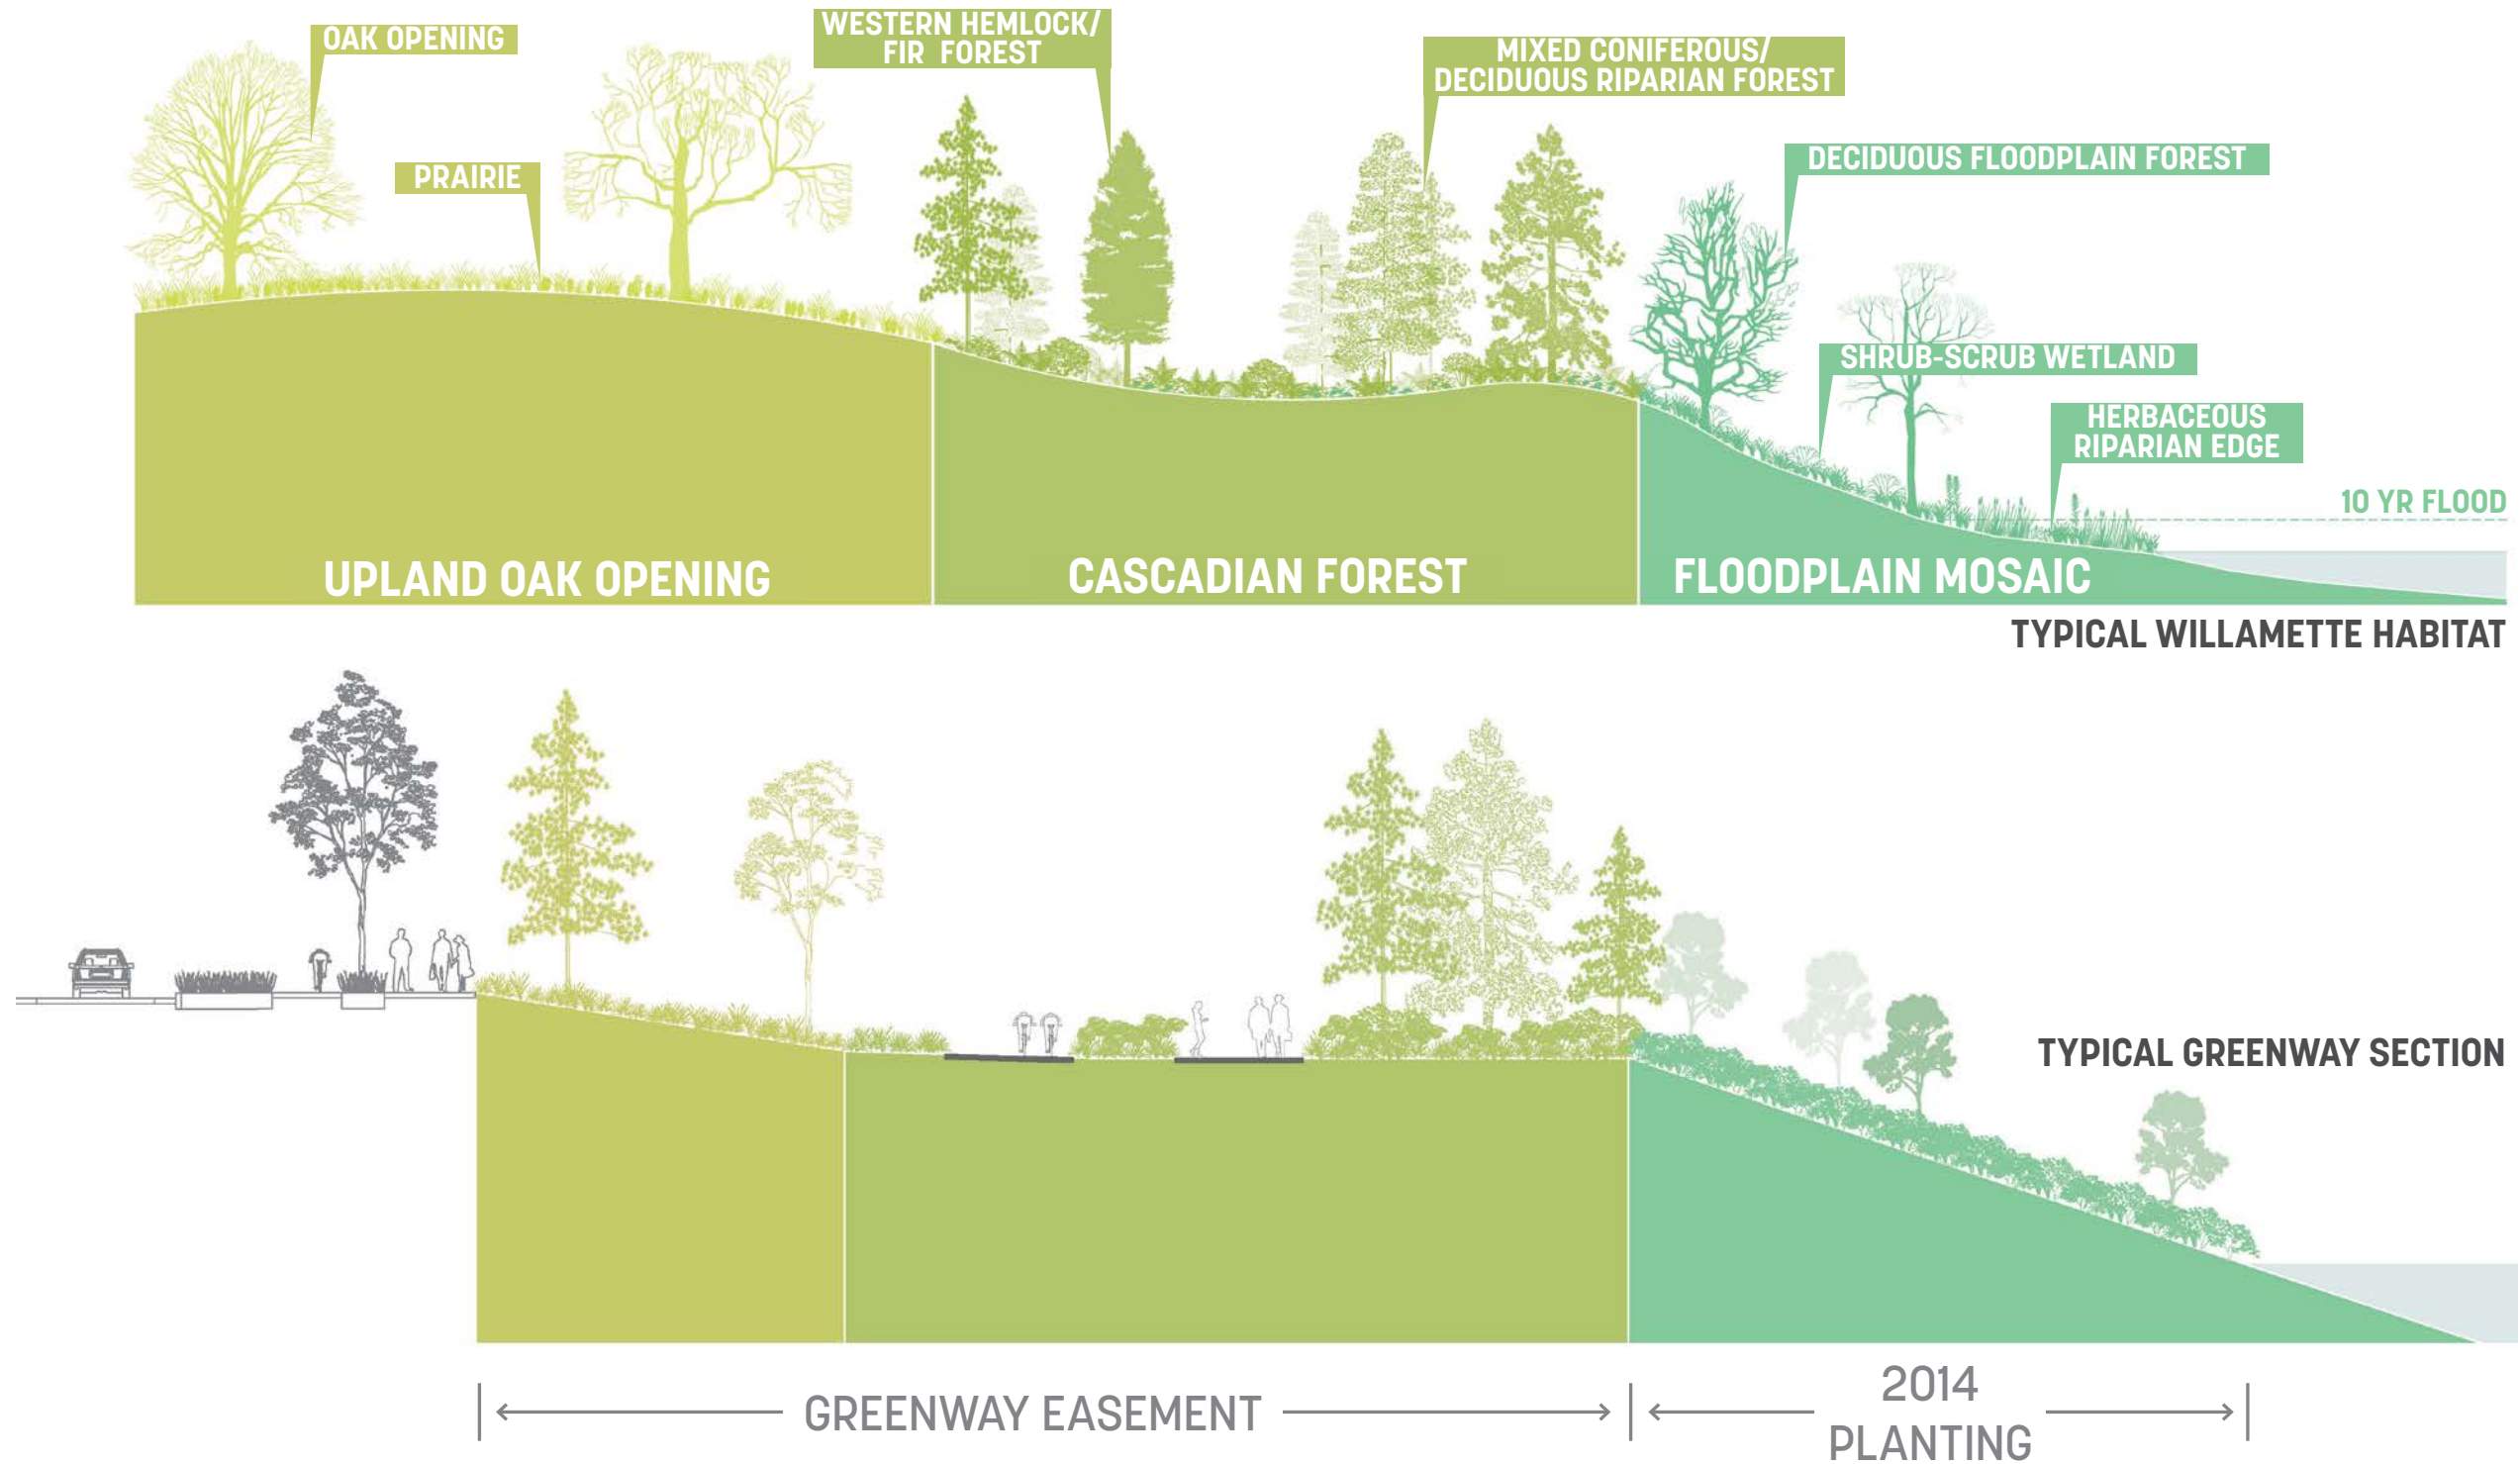 OAK OPENING
WESTERN HEMLOCK/
FIR FOREST
MIXED CONIFEROUS/
DECIDUOUS RIPARIAN FOREST
PRAIRIE
DECIDUOUS FLOODPLAIN FOREST
SHRUB-SCRUB WETLAND
HERBACEOUS
RIPARIAN EDGE
10 YR FLOOD
UPLAND OAK OPENING
CASCADIAN FOREST
FLOODPLAIN MOSAIC
TYPICAL WILLAMETTE HABITAT
TYPICAL GREENWAY SECTION
GREENWAY EASEMENT
2014
PLANTING